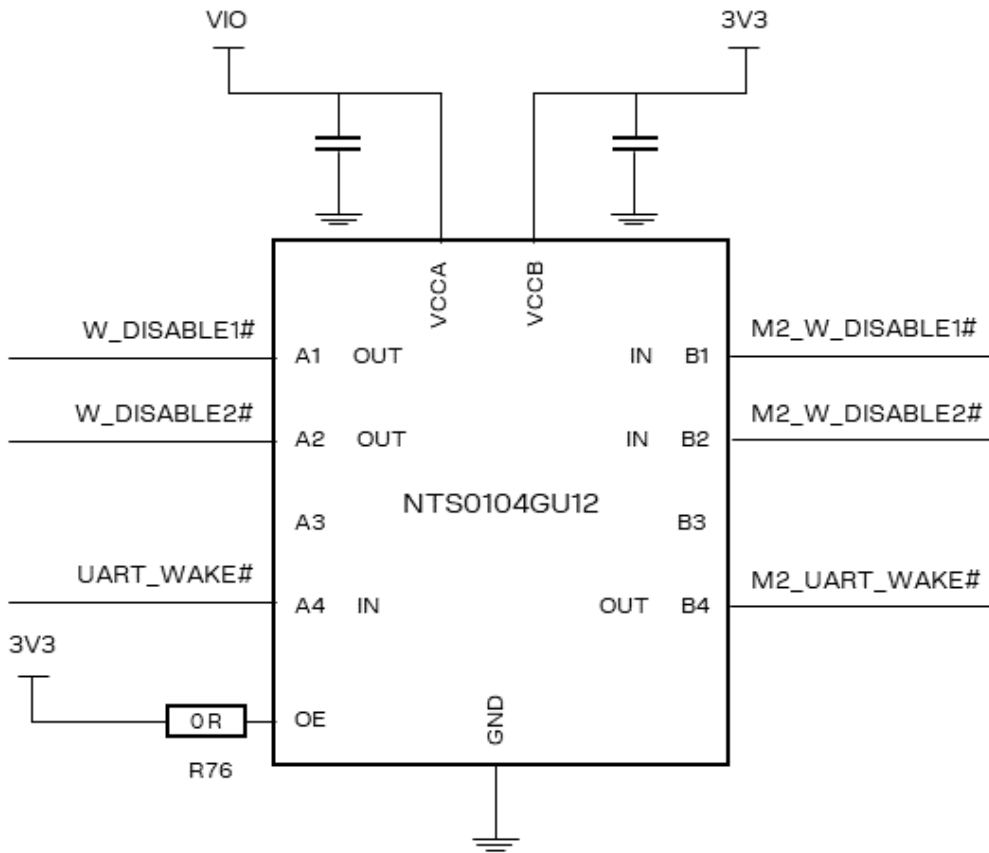 VIO 3V3
VCCA VCCB
W_DISABLE1# A1 OUT IN B1 M2_W_DISABLE1#
W_DISABLE2# A2 OUT IN B2 M2_W_DISABLE2#
NTS0104GU12
A3 B3
UART_WAKE# A4 IN OUT B4 M2_UART_WAKE#
3V3
0R OE GND
R76